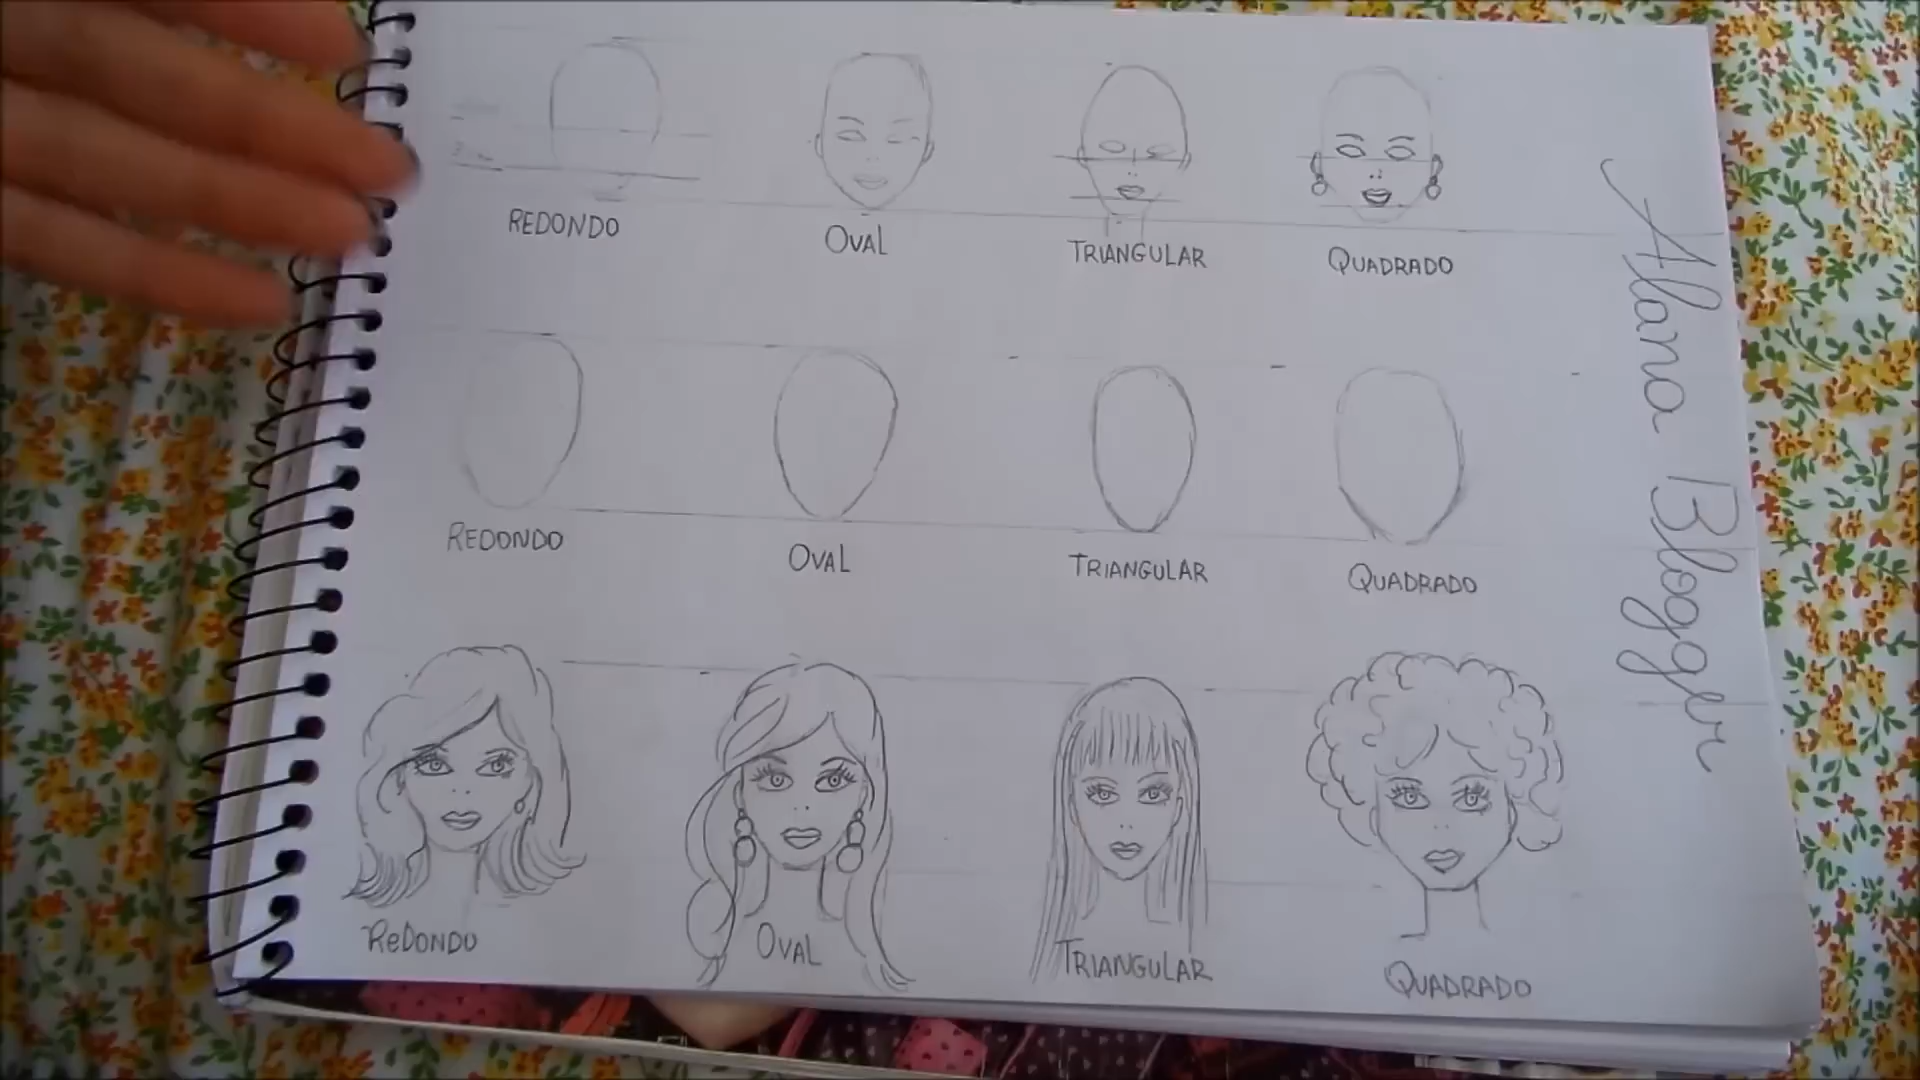 REDONDO
OVAL
TRIANGULAR
QUADRADO
REDONDO
OVAL
TRIANGULAR
QUADRADO
ReDONDO
OVAL
TRIANGULAR
QUADRADO
Alana Blogger